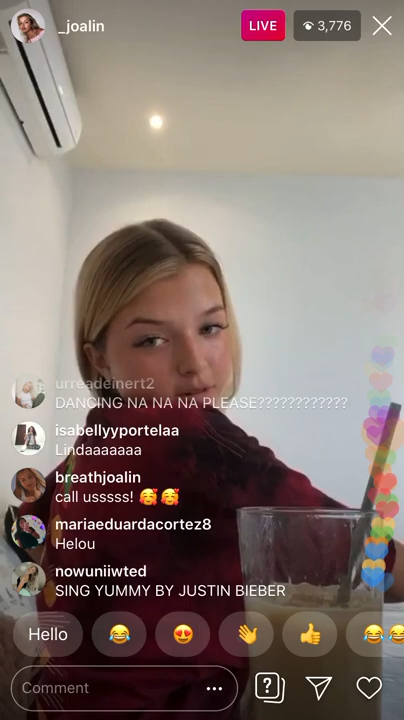 _joalin
LIVE
3,776
urreadeinert2
DANCING NA NA NA PLEASE????????????
isabellyyportelaa
Lindaaaaaaa
breathjoalin
call usssss! 🥰🥰
mariaeduardacortez8
Helou
nowuniiwted
SING YUMMY BY JUSTIN BIEBER
Hello
Comment